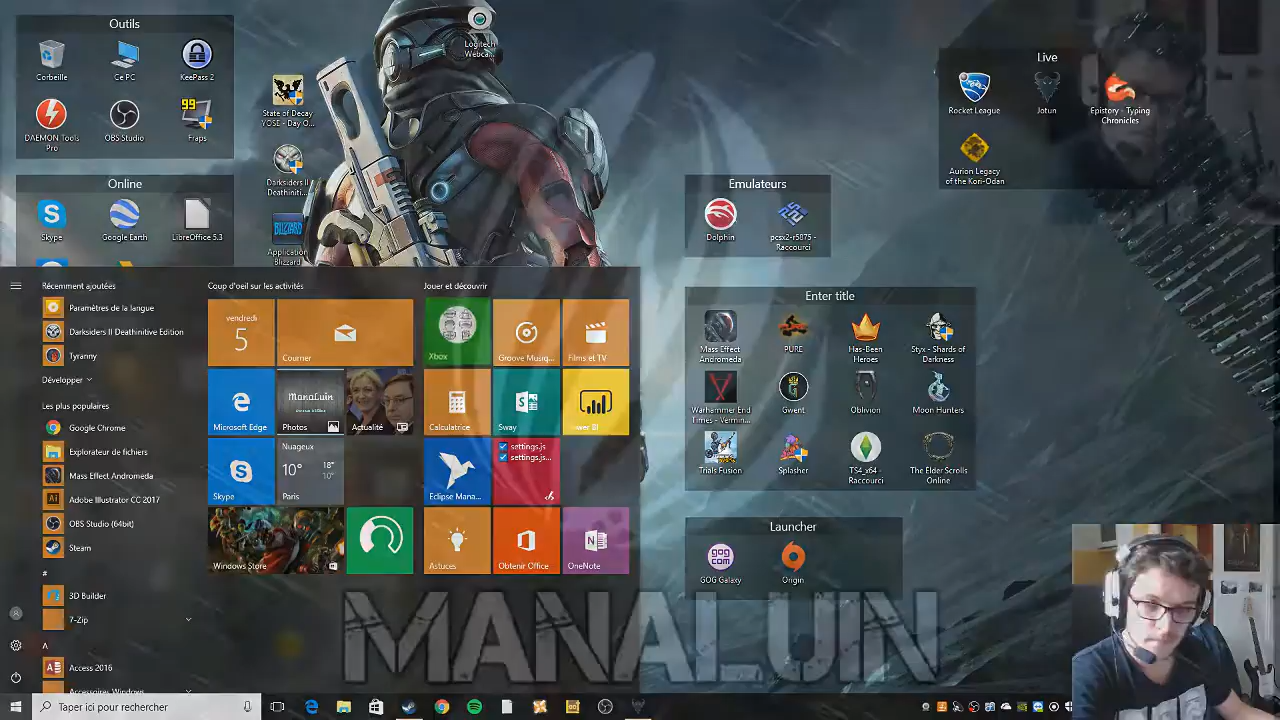 Outils
Corbeille
Ce PC
KeePass 2
DAEMON Tools
Pro
OBS Studio
99
Fraps
Online
Skype
Google Earth
LibreOffice 5.3
Logitech
Webca...
State of Decay
YOSE - Day O...
Darksiders II
Deathiniti...
BLIZZARD
Application
Blizzard
Emulateurs
Dolphin
pcsx2-r5875 -
Raccourci
Live
Rocket League
Jotun
Epistory - Typing
Chronicles
Aurion Legacy
of the Kori-Odan
Enter title
Mass Effect
Andromeda
PURE
Has-Been
Heroes
Styx - Shards of
Darkness
Warhammer End
Times - Vermin...
Gwent
Oblivion
Moon Hunters
Trials Fusion
Splasher
TS4_x64 -
Raccourci
The Elder Scrolls
Online
Launcher
GOG
COM
GOG Galaxy
Origin
Récemment ajoutées
Paramètres de la langue
Darksiders II Deathinitive Edition
Tyranny
Développer
Les plus populaires
Google Chrome
Explorateur de fichiers
Mass Effect Andromeda
Adobe Illustrator CC 2017
OBS Studio (64bit)
Steam
#
3D Builder
7-Zip
A
Access 2016
Accessoires Windows
Coup d'oeil sur les activités
vendredi
5
Courrier
Microsoft Edge
ManaLuin
Photos
Actualité
Skype
Nuageux
10°
18°
10°
Paris
Windows Store
Jouer et découvrir
Xbox
Groove Musiq...
Films et TV
Calculatrice
Sway
Power BI
Eclipse Mana...
settings.js
settings.js...
Astuces
Obtenir Office
OneNote
MANALUIN
Taper ici pour rechercher